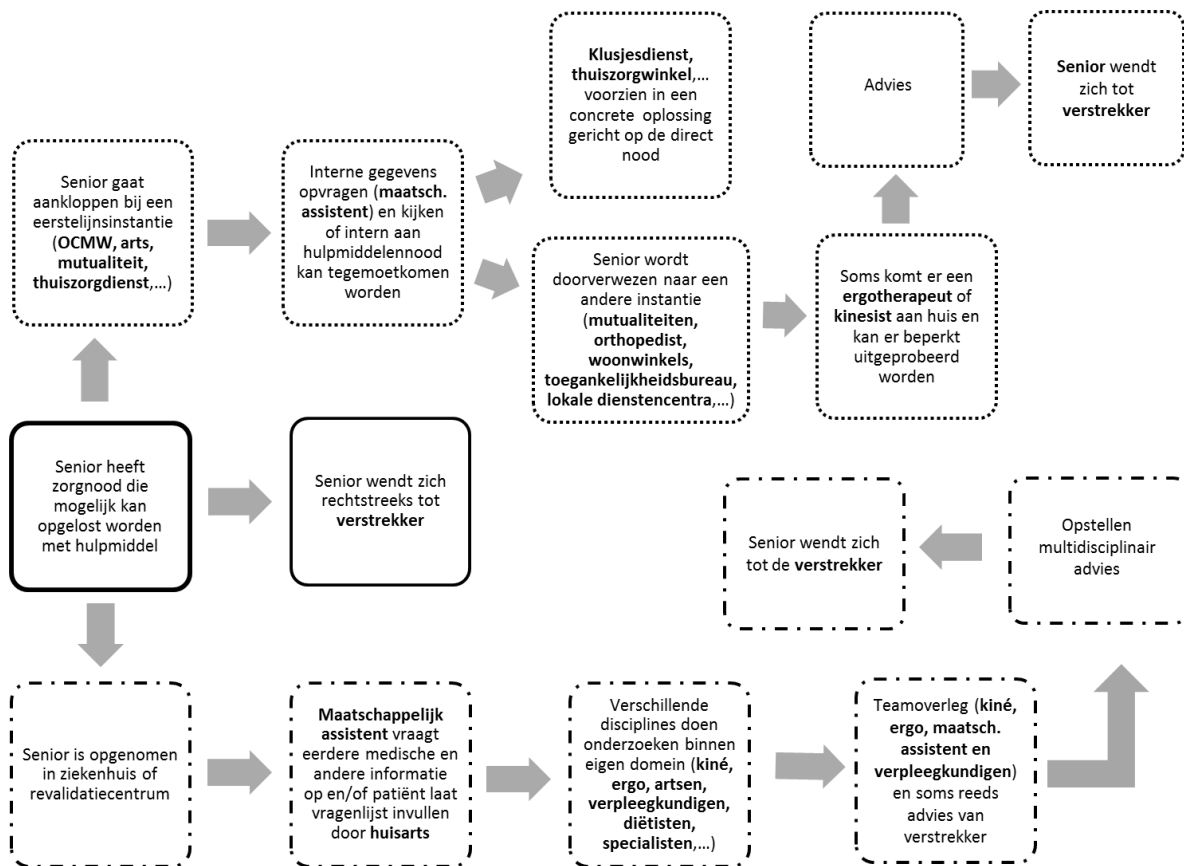 Klusjesdienst,
thuiszorgwinkel,...
voorzien in een
concrete oplossing
gericht op de direct
nood
Advies
Senior wendt
zich tot
verstrekker
Senior gaat
aankloppen bij een
eerstelijnsinstantie
(OCMW, arts,
mutualiteit,
thuiszorgdienst,...)
Interne gegevens
opvragen (maatsch.
assistent) en kijken
of intern aan
hulpmiddelennood
kan tegemoetkomen
worden
Senior wordt
doorverwezen naar een
andere instantie
(mutualiteiten,
orthopedist,
woonwinkels,
toegankelijkheidsbureau,
lokale dienstencentra,...)
Soms komt er een
ergotherapeut of
kinesist aan huis en
kan er beperkt
uitgeprobeerd
worden
Senior heeft
zorgnood die
mogelijk kan
opgelost worden
met hulpmiddel
Senior wendt zich
rechtstreeks tot
verstrekker
Senior wendt zich
tot de verstrekker
Opstellen
multidisciplinair
advies
Senior is opgenomen
in ziekenhuis of
revalidatiecentrum
Maatschappelijk
assistent vraagt
eerdere medische en
andere informatie
op en/of patiënt laat
vragenlijst invullen
door huisarts
Verschillende
disciplines doen
onderzoeken binnen
eigen domein (kiné,
ergo, artsen,
verpleegkundigen,
diëtisten,
specialisten,...)
Teamoverleg (kiné,
ergo, maatsch.
assistent en
verpleegkundigen)
en soms reeds
advies van
verstrekker